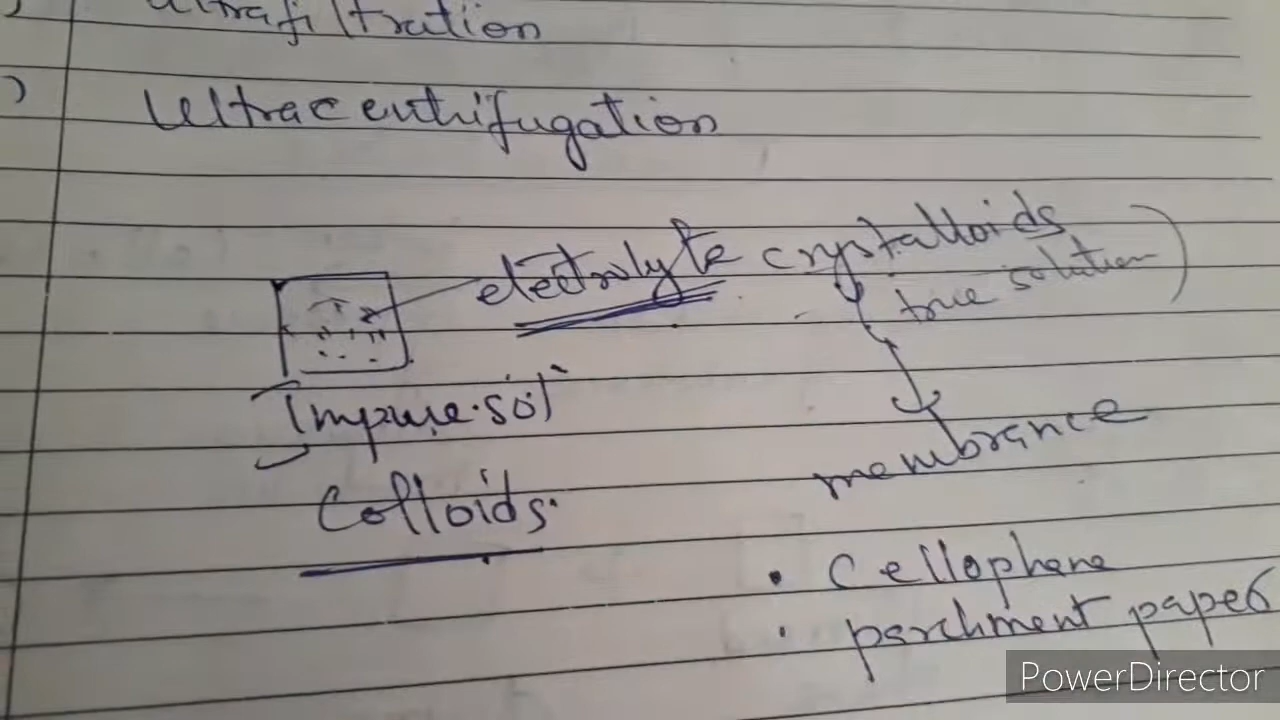 ) ultrafiltration
) Ultracentrifugation
electrolyte crystalloids
(true solution)
Impure sol
Colloids.
membrance
• Cellophane
• parchment paper
PowerDirector